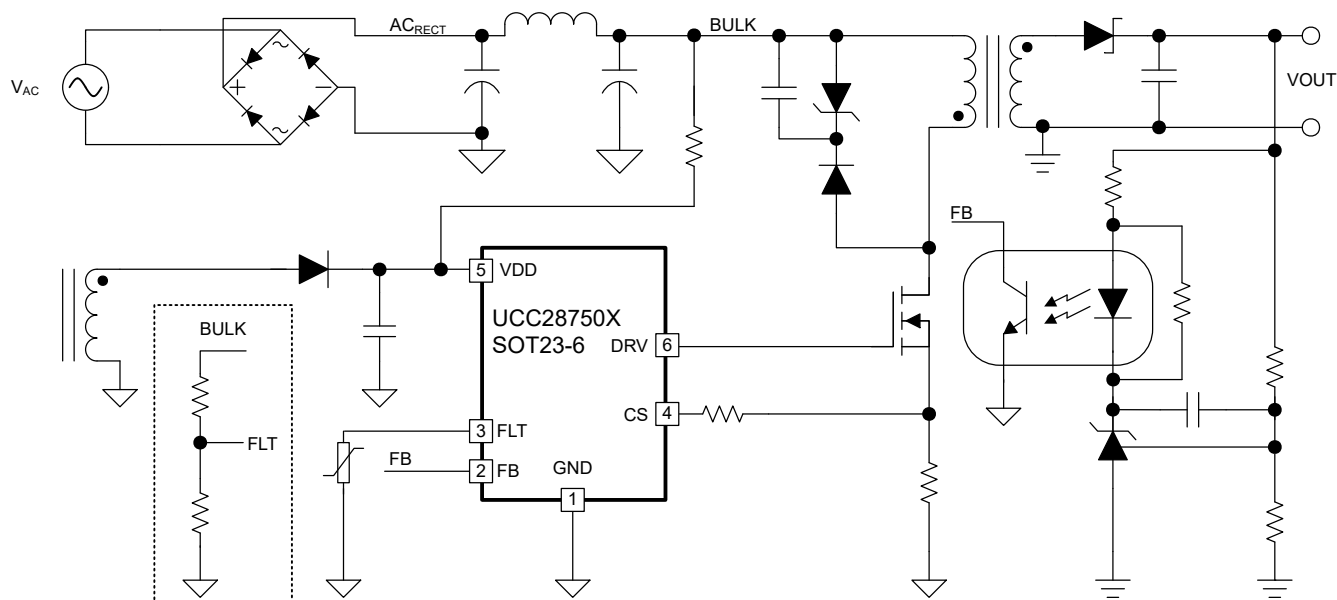 AC_RECT
BULK
V_AC
+
−
~
~
VOUT
FB
5
VDD
UCC28750X
SOT23-6
BULK
DRV
6
CS
4
3
FLT
FLT
FB
2
FB
GND
1